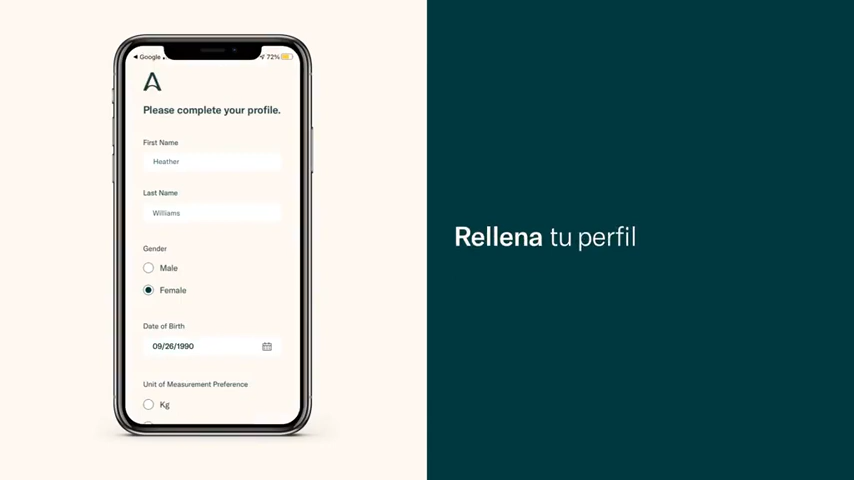 Google
72%
Please complete your profile.
First Name
Heather
Last Name
Williams
Gender
Male
Female
Date of Birth
09/26/1990
Unit of Measurement Preference
Kg
Rellena tu perfil